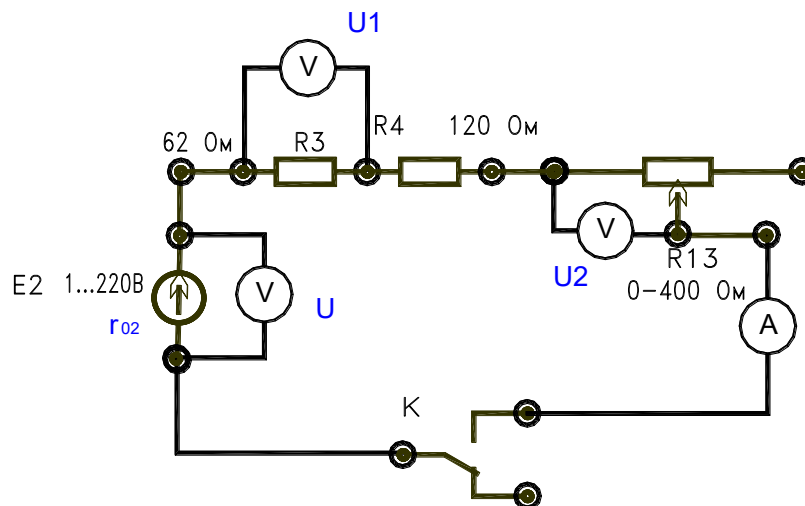 U1
V
62 Ом
R3
R4
120 Ом
V
U2
R13
0-400 Ом
E2
1...220В
r02
V
U
A
K